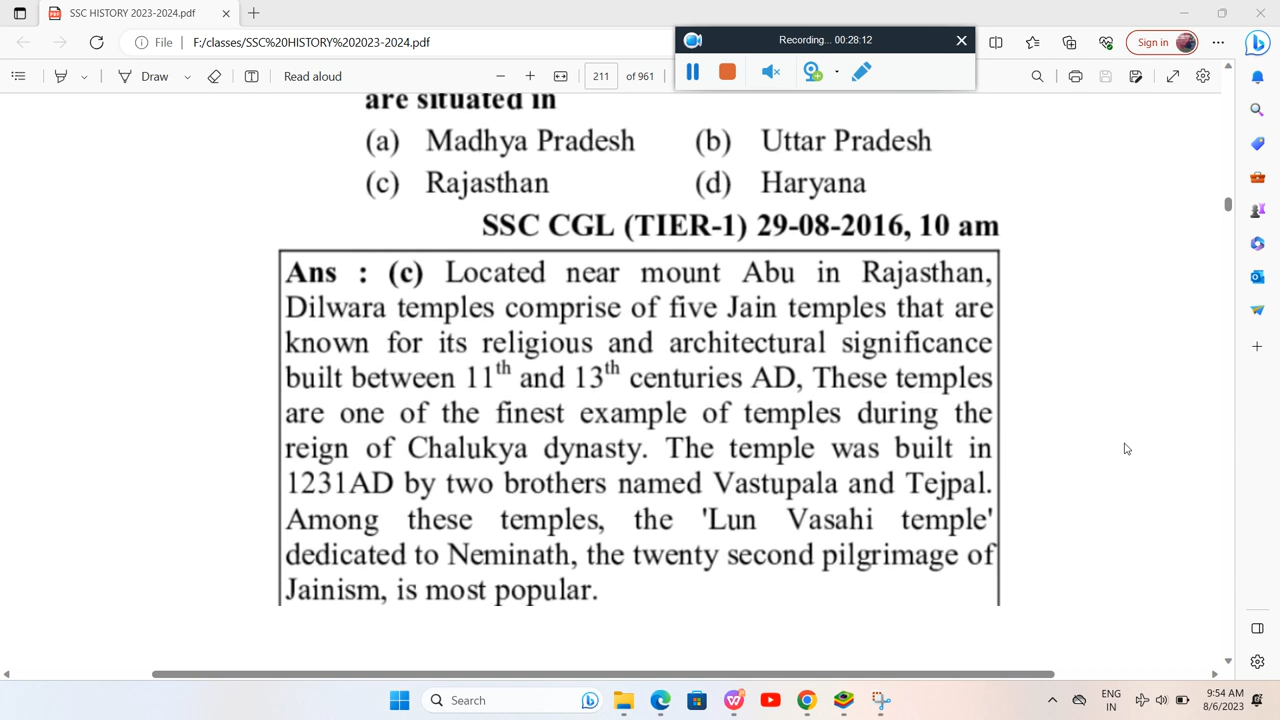 SSC HISTORY 2023-2024.pdf
File F:/classes/SSC%20HISTORY%202023-2024.pdf
Recording... 00:28:12
Sign in
Draw
Read aloud
211 of 961
are situated in
(a) Madhya Pradesh (b) Uttar Pradesh
(c) Rajasthan (d) Haryana
SSC CGL (TIER-1) 29-08-2016, 10 am
Ans : (c) Located near mount Abu in Rajasthan,
Dilwara temples comprise of five Jain temples that are
known for its religious and architectural significance
built between 11th and 13th centuries AD, These temples
are one of the finest example of temples during the
reign of Chalukya dynasty. The temple was built in
1231AD by two brothers named Vastupala and Tejpal.
Among these temples, the 'Lun Vasahi temple'
dedicated to Neminath, the twenty second pilgrimage of
Jainism, is most popular.
Search
ENG
IN
9:54 AM
8/6/2023